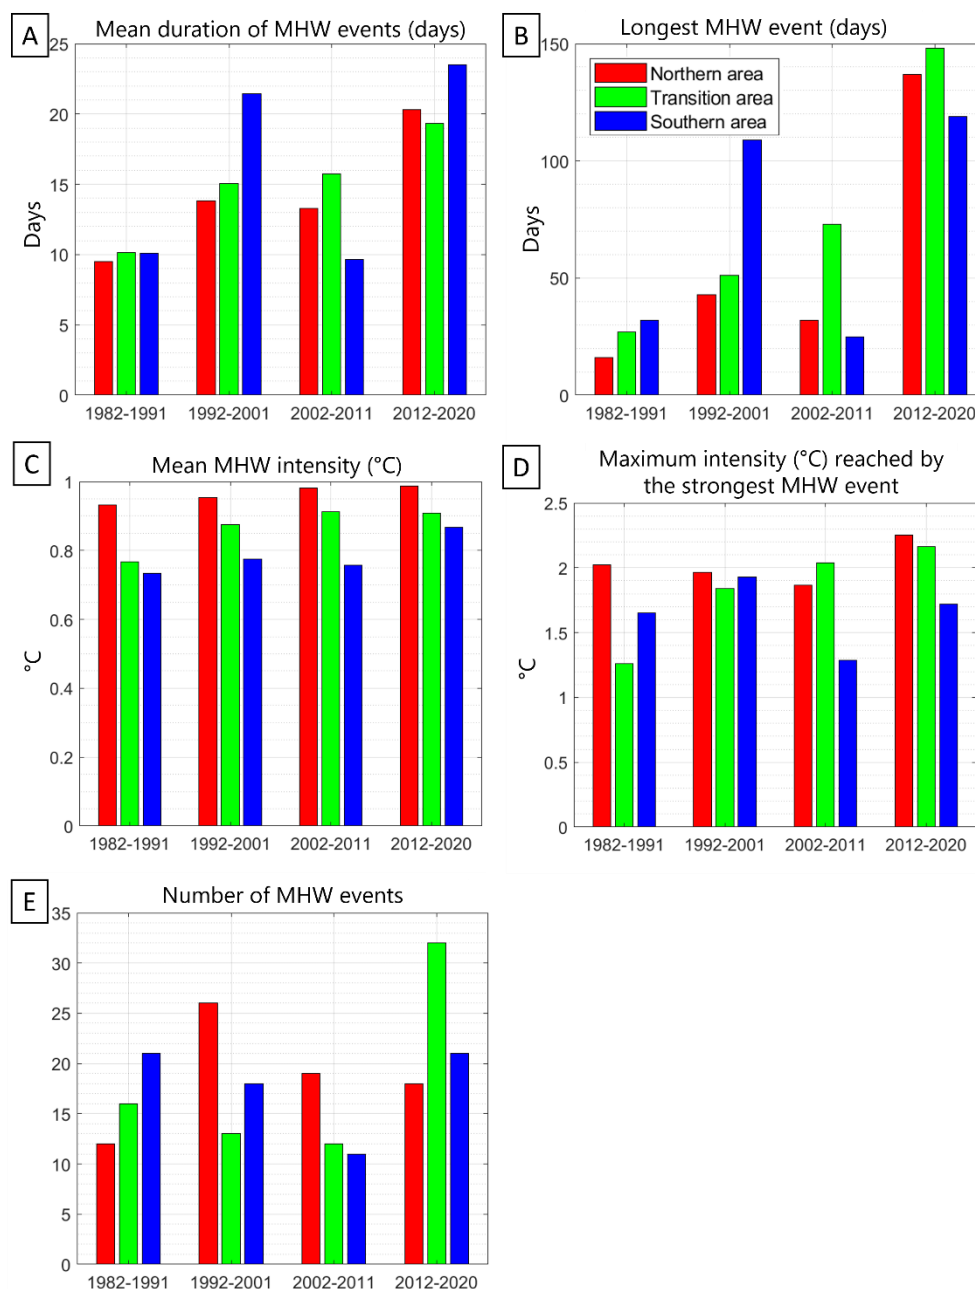 A
Mean duration of MHW events (days)
25
20
15
10
5
0
Days
1982-1991 1992-2001 2002-2011 2012-2020
B
Longest MHW event (days)
150
100
50
0
Days
Northern area
Transition area
Southern area
1982-1991 1992-2001 2002-2011 2012-2020
C
Mean MHW intensity (°C)
1
0.8
0.6
0.4
0.2
0
°C
1982-1991 1992-2001 2002-2011 2012-2020
D
Maximum intensity (°C) reached by
the strongest MHW event
2.5
2
1.5
1
0.5
0
°C
1982-1991 1992-2001 2002-2011 2012-2020
E
Number of MHW events
35
30
25
20
15
10
5
0
1982-1991 1992-2001 2002-2011 2012-2020